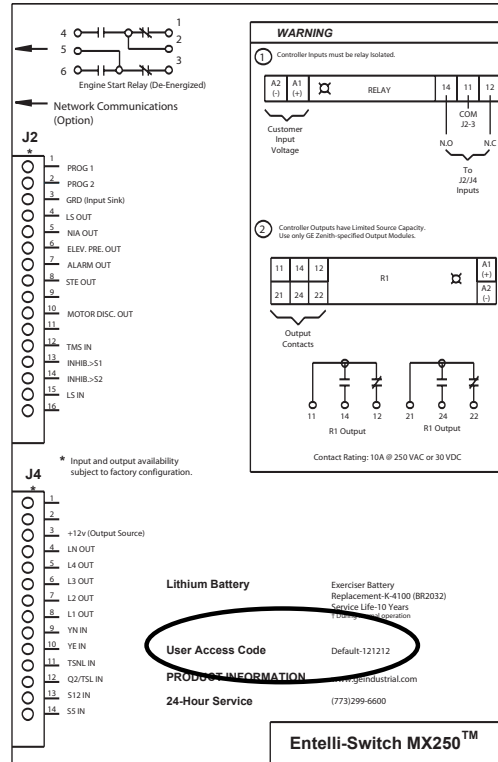 4
5
6
1
2
3
Engine Start Relay (De-Energized)
Network Communications
(Option)
J2
*
1 PROG 1
2 PROG 2
3 GRD (Input Sink)
4 LS OUT
5 NIA OUT
6 ELEV. PRE. OUT
7 ALARM OUT
8 STE OUT
9
10 MOTOR DISC. OUT
11
12 TMS IN
13 INHIB.>S1
14 INHIB.>S2
15 LS IN
16
* Input and output availability
subject to factory configuration.
J4
*
1
2
3 +12v (Output Source)
4 LN OUT
5 L4 OUT
6 L3 OUT
7 L2 OUT
8 L1 OUT
9 YN IN
10 YE IN
11 TSNL IN
12 Q2/TSL IN
13 S12 IN
14 S5 IN
WARNING
1 Controller Inputs must be relay Isolated.
A2 A1 RELAY 14 11 12
(-) (+)
COM
J2-3
Customer
Input
Voltage
N.O N.C
To
J2/J4
Inputs
2 Controller Outputs have Limited Source Capacity.
Use only GE Zenith-specified Output Modules.
11 14 12 R1 A1
(+)
21 24 22 A2
(-)
Output
Contacts
11 14 12 21 24 22
R1 Output R1 Output
Contact Rating: 10A @ 250 VAC or 30 VDC
Lithium Battery Exerciser Battery
Replacement-K-4100 (BR2032)
Service Life-10 Years
operation
User Access Code Default-121212
PRODUCT INFORMATION www.geindustrial.com
24-Hour Service (773)299-6600
Entelli-Switch MX250™